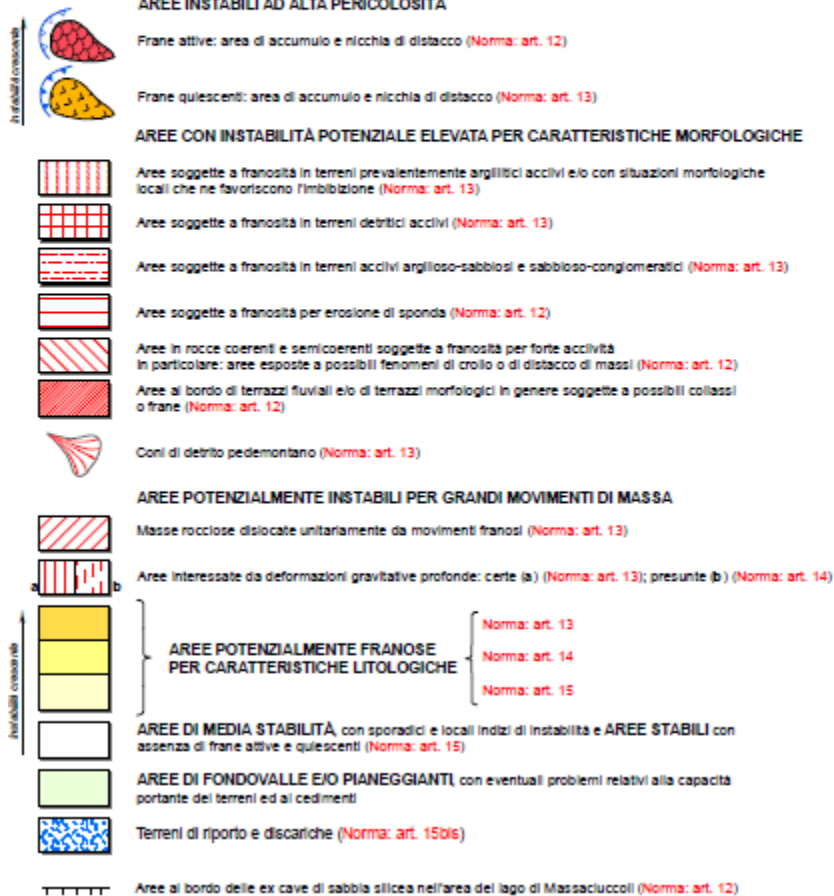 AREE INSTABILI AD ALTA PERICOLOSITÀ
Instabilità crescente
Frane attive: area di accumulo e nicchia di distacco (Norma: art. 12)
Frane quiescenti: area di accumulo e nicchia di distacco (Norma: art. 13)
AREE CON INSTABILITÀ POTENZIALE ELEVATA PER CARATTERISTICHE MORFOLOGICHE
Aree soggette a franosità in terreni prevalentemente argillitici acclivi e/o con situazioni morfologiche
locali che ne favoriscono l'imbibizione (Norma: art. 13)
Aree soggette a franosità in terreni detritici acclivi (Norma: art. 13)
Aree soggette a franosità in terreni acclivi argilloso-sabbiosi e sabbioso-conglomeratici (Norma: art. 13)
Aree soggette a franosità per erosione di sponda (Norma: art. 12)
Aree in rocce coerenti e semicoerenti soggette a franosità per forte acclività
In particolare: aree esposte a possibili fenomeni di crollo o di distacco di massi (Norma: art. 12)
Aree al bordo di terrazzi fluviali e/o di terrazzi morfologici in genere soggette a possibili collassi
o frane (Norma: art. 12)
Coni di detrito pedemontano (Norma: art. 13)
AREE POTENZIALMENTE INSTABILI PER GRANDI MOVIMENTI DI MASSA
Masse rocciose dislocate unitariamente da movimenti franosi (Norma: art. 13)
a b Aree interessate da deformazioni gravitative profonde: certe (a) (Norma: art. 13); presunte (b) (Norma: art. 14)
Instabilità crescente
AREE POTENZIALMENTE FRANOSE
PER CARATTERISTICHE LITOLOGICHE
Norma: art. 13
Norma: art. 14
Norma: art. 15
AREE DI MEDIA STABILITÀ, con sporadici e locali indizi di instabilità e AREE STABILI con
assenza di frane attive e quiescenti (Norma: art. 15)
AREE DI FONDOVALLE E/O PIANEGGIANTI, con eventuali problemi relativi alla capacità
portante dei terreni ed ai cedimenti
Terreni di riporto e discariche (Norma: art. 15bis)
Aree al bordo delle ex cave di sabbia silicea nell'area del lago di Massaciuccoli (Norma: art. 12)